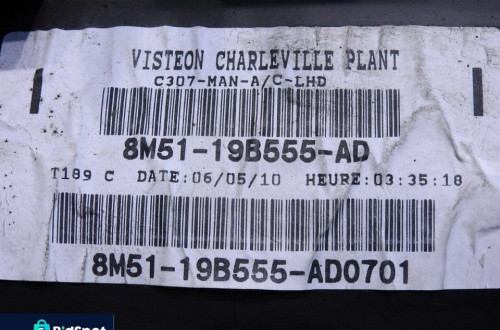 VISTEON CHARLEVILLE PLANT
C307-MAN-A/C-LHD
8M51-19B555-AD
T189 C DATE:06/05/10 HEURE:03:35:18
8M51-19B555-AD0701
BidSpot